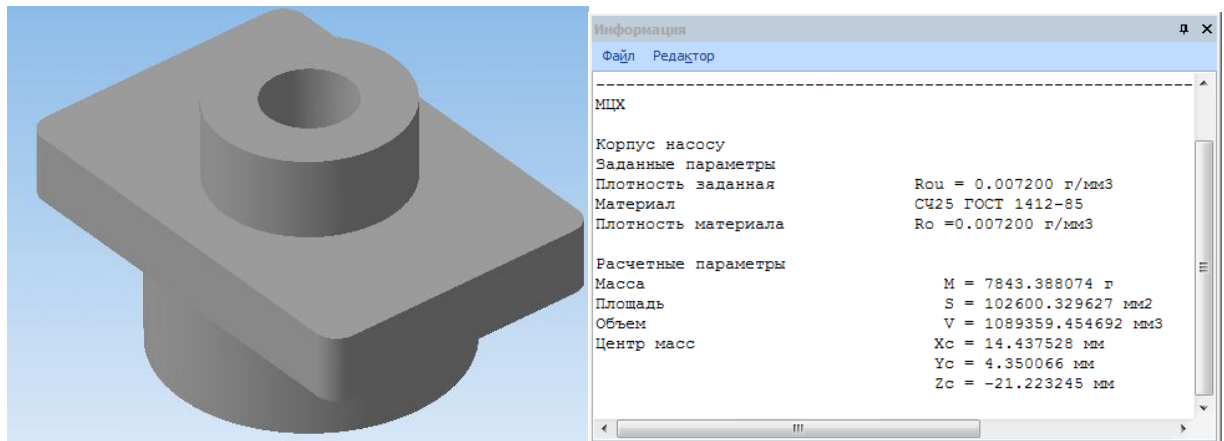 Информация
Файл Редактор
------------------------------------------------------------
МЦХ
Корпус насосу
Заданные параметры
Плотность заданная Rou = 0.007200 г/мм3
Материал СЧ25 ГОСТ 1412-85
Плотность материала Ro =0.007200 г/мм3
Расчетные параметры
Масса M = 7843.388074 г
Площадь S = 102600.329627 мм2
Объем V = 1089359.454692 мм3
Центр масс Xc = 14.437528 мм
Yc = 4.350066 мм
Zc = -21.223245 мм